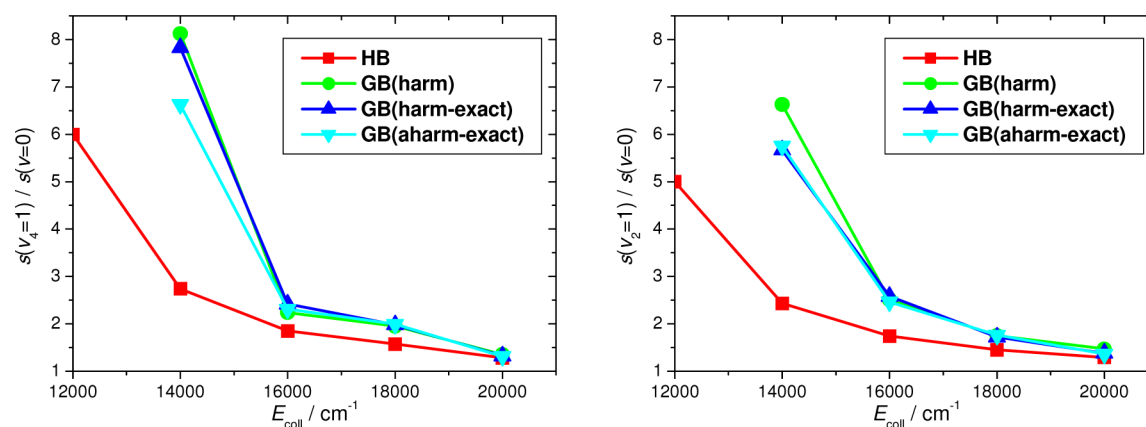 8
7
6
5
4
3
2
1
s(v₄=1) / s(v=0)
HB
GB(harm)
GB(harm-exact)
GB(aharm-exact)
12000 14000 16000 18000 20000
E_coll / cm⁻¹
8
7
6
5
4
3
2
1
s(v₂=1) / s(v=0)
HB
GB(harm)
GB(harm-exact)
GB(aharm-exact)
12000 14000 16000 18000 20000
E_coll / cm⁻¹